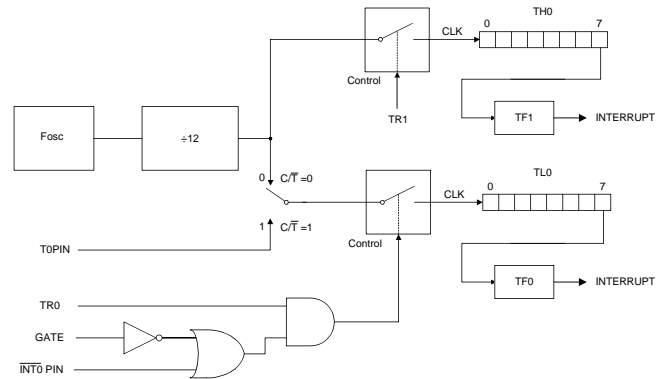 TH0
0 7
CLK
Control
TR1
TF1 INTERRUPT
Fosc ÷12
0 C/T̅ =0
1 C/T̅ =1
T0PIN
TL0
0 7
CLK
Control
TF0 INTERRUPT
TR0
GATE
I̅N̅T̅0̅ PIN